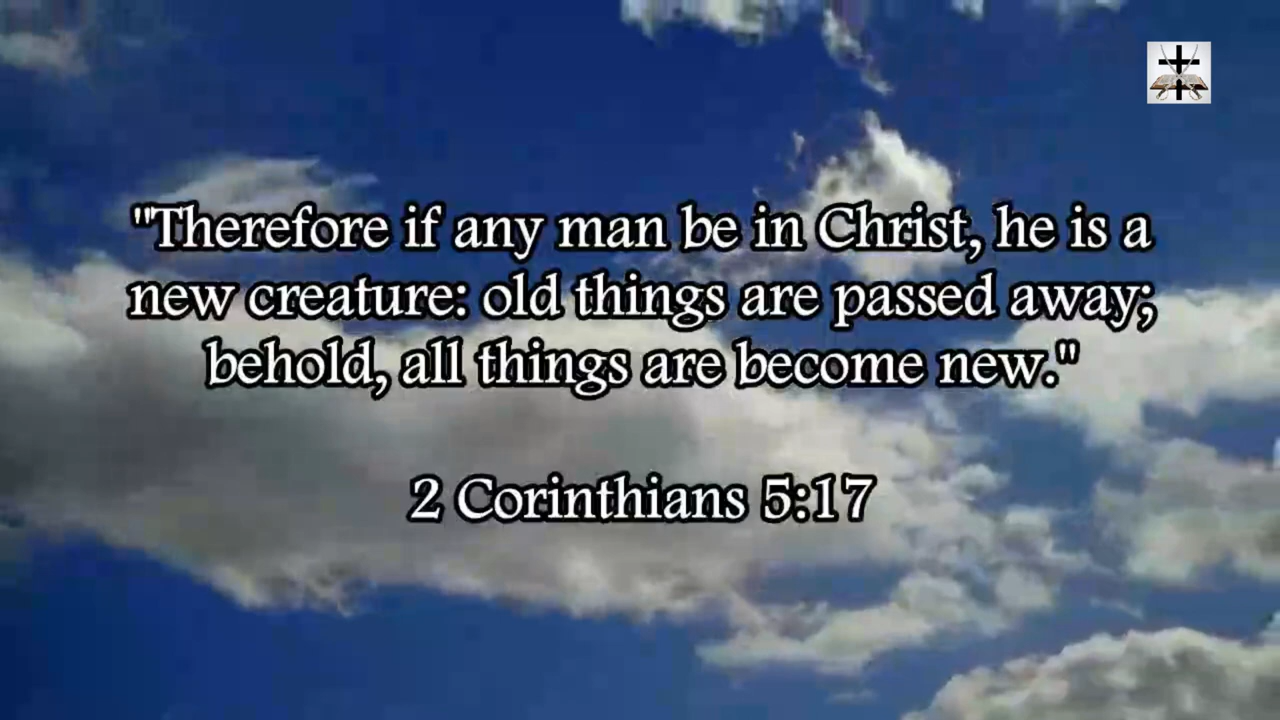 "Therefore if any man be in Christ, he is a
new creature: old things are passed away;
behold, all things are become new."
2 Corinthians 5:17